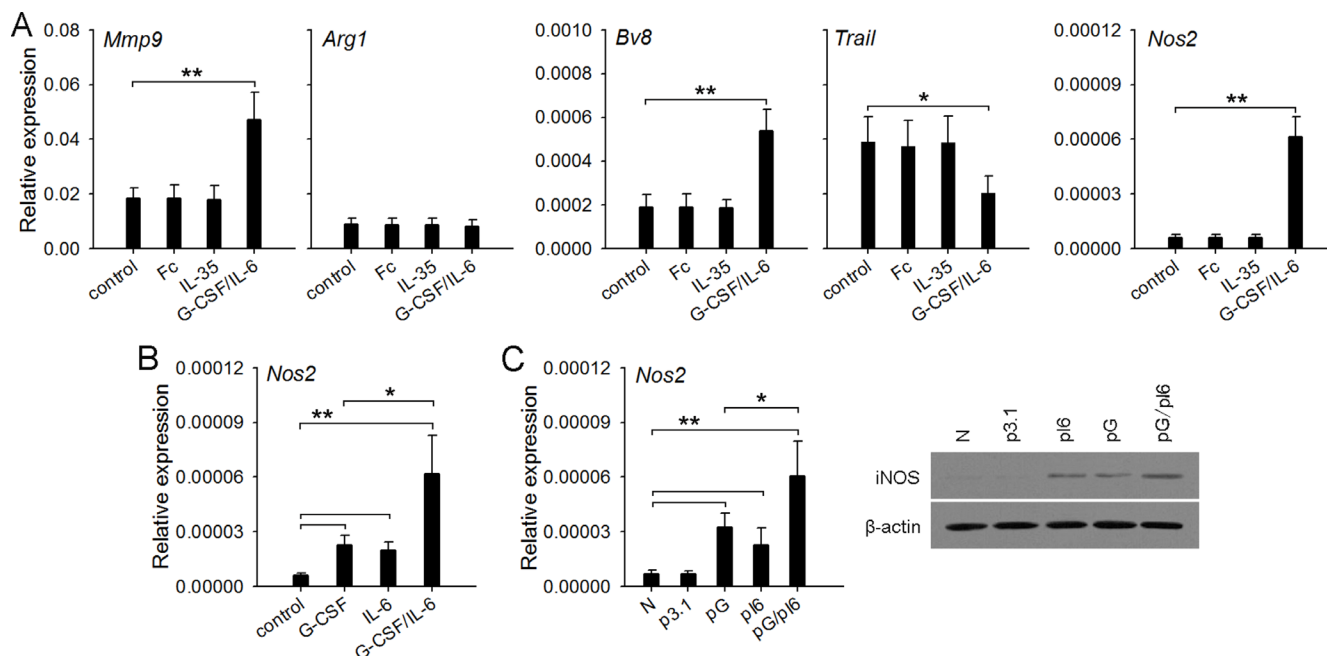 A
Relative expression
Mmp9
**
0.08
0.06
0.04
0.02
0.00
control
Fc
IL-35
G-CSF/IL-6
Arg1
control
Fc
IL-35
G-CSF/IL-6
Bv8
**
0.0010
0.0008
0.0006
0.0004
0.0002
0.0000
control
Fc
IL-35
G-CSF/IL-6
Trail
*
control
Fc
IL-35
G-CSF/IL-6
Nos2
**
0.00012
0.00009
0.00006
0.00003
0.00000
control
Fc
IL-35
G-CSF/IL-6
B
Relative expression
Nos2
*
**
0.00012
0.00009
0.00006
0.00003
0.00000
control
G-CSF
IL-6
G-CSF/IL-6
C
Relative expression
Nos2
*
**
0.00012
0.00009
0.00006
0.00003
0.00000
N
p3.1
pG
pI6
pG/pI6
N
p3.1
pI6
pG
pG/pI6
iNOS
β-actin